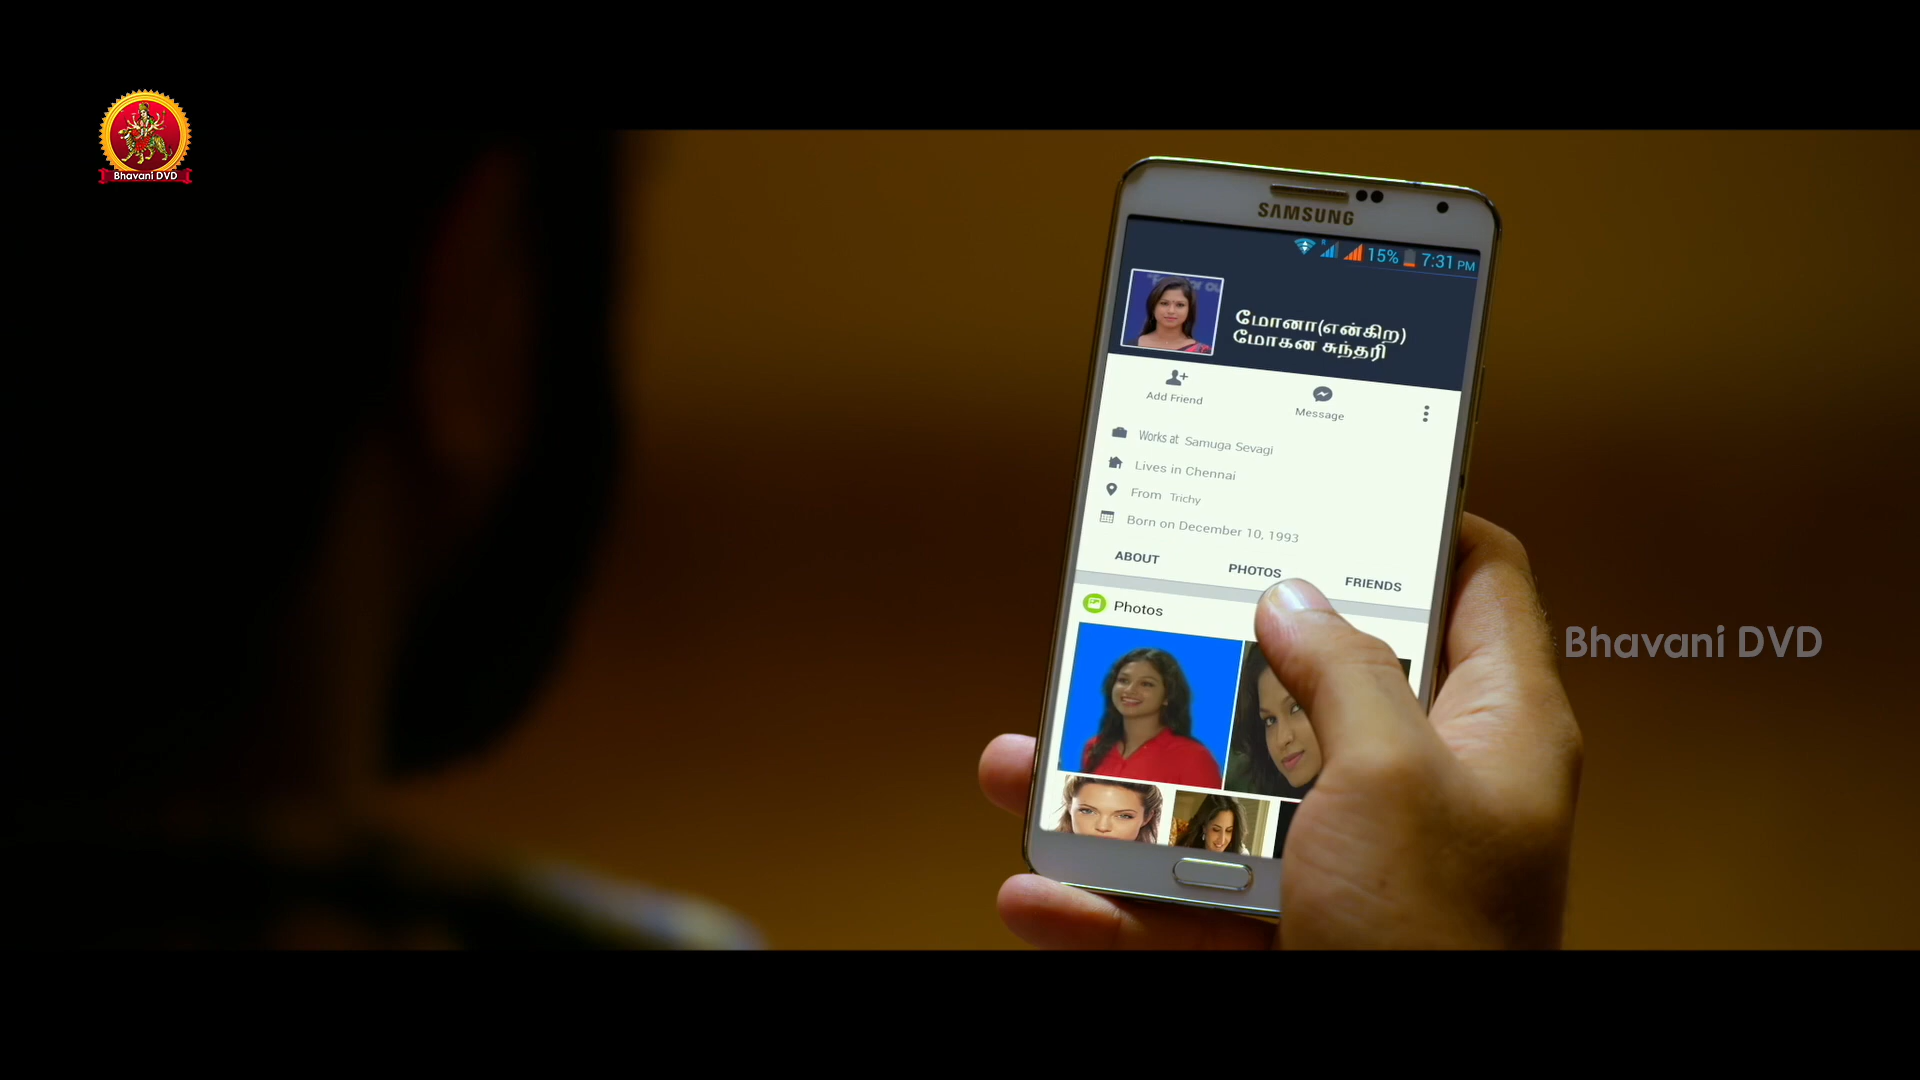 Bhavani DVD
SAMSUNG
15% 7:31 PM
மோனா(என்கிற)
மோகன சுந்தரி
Add Friend
Message
Works at Samuga Sevagi
Lives in Chennai
From Trichy
Born on December 10, 1993
ABOUT PHOTOS FRIENDS
Photos
Bhavani DVD